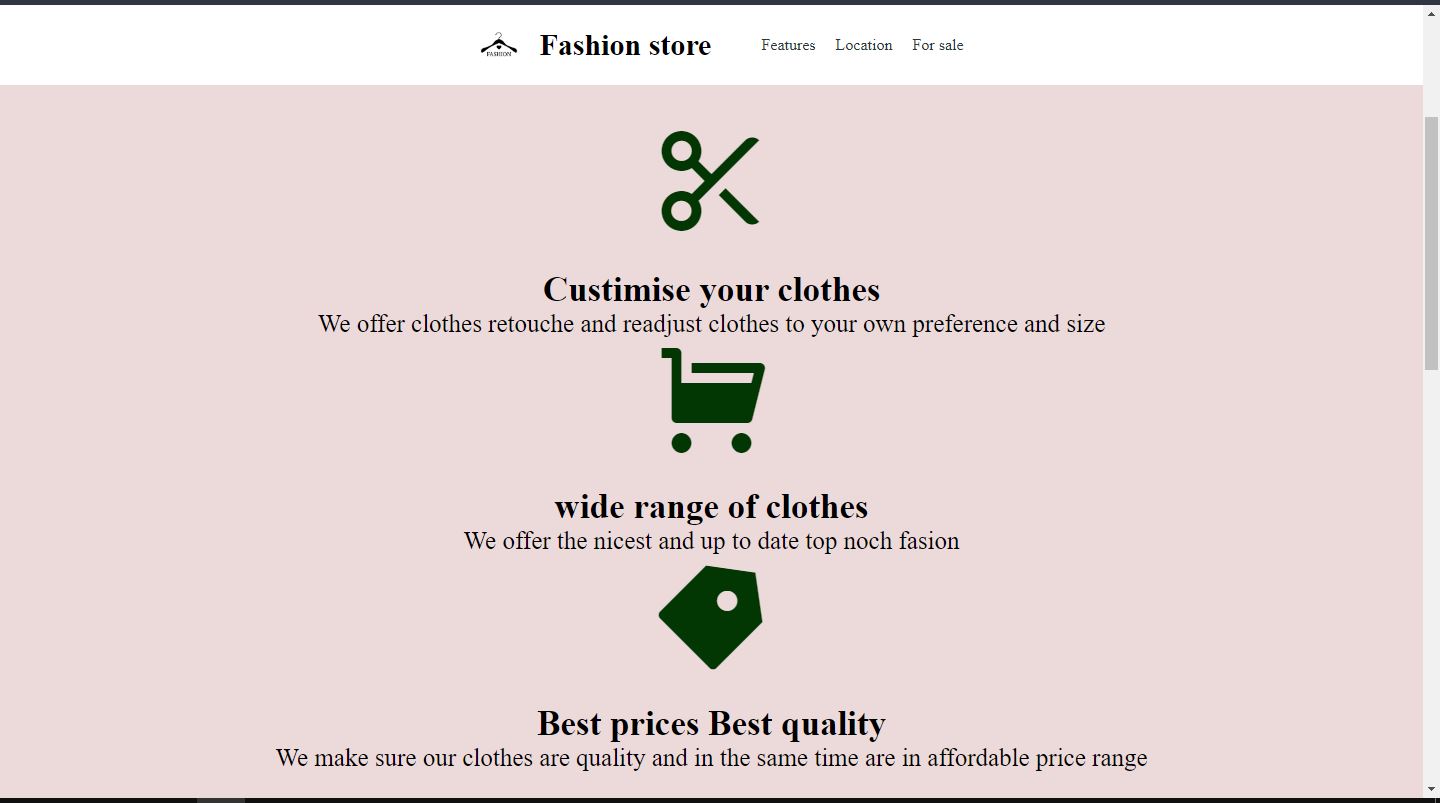 FASHION
Fashion store
Features
Location
For sale
Custimise your clothes
We offer clothes retouche and readjust clothes to your own preference and size
wide range of clothes
We offer the nicest and up to date top noch fasion
Best prices Best quality
We make sure our clothes are quality and in the same time are in affordable price range